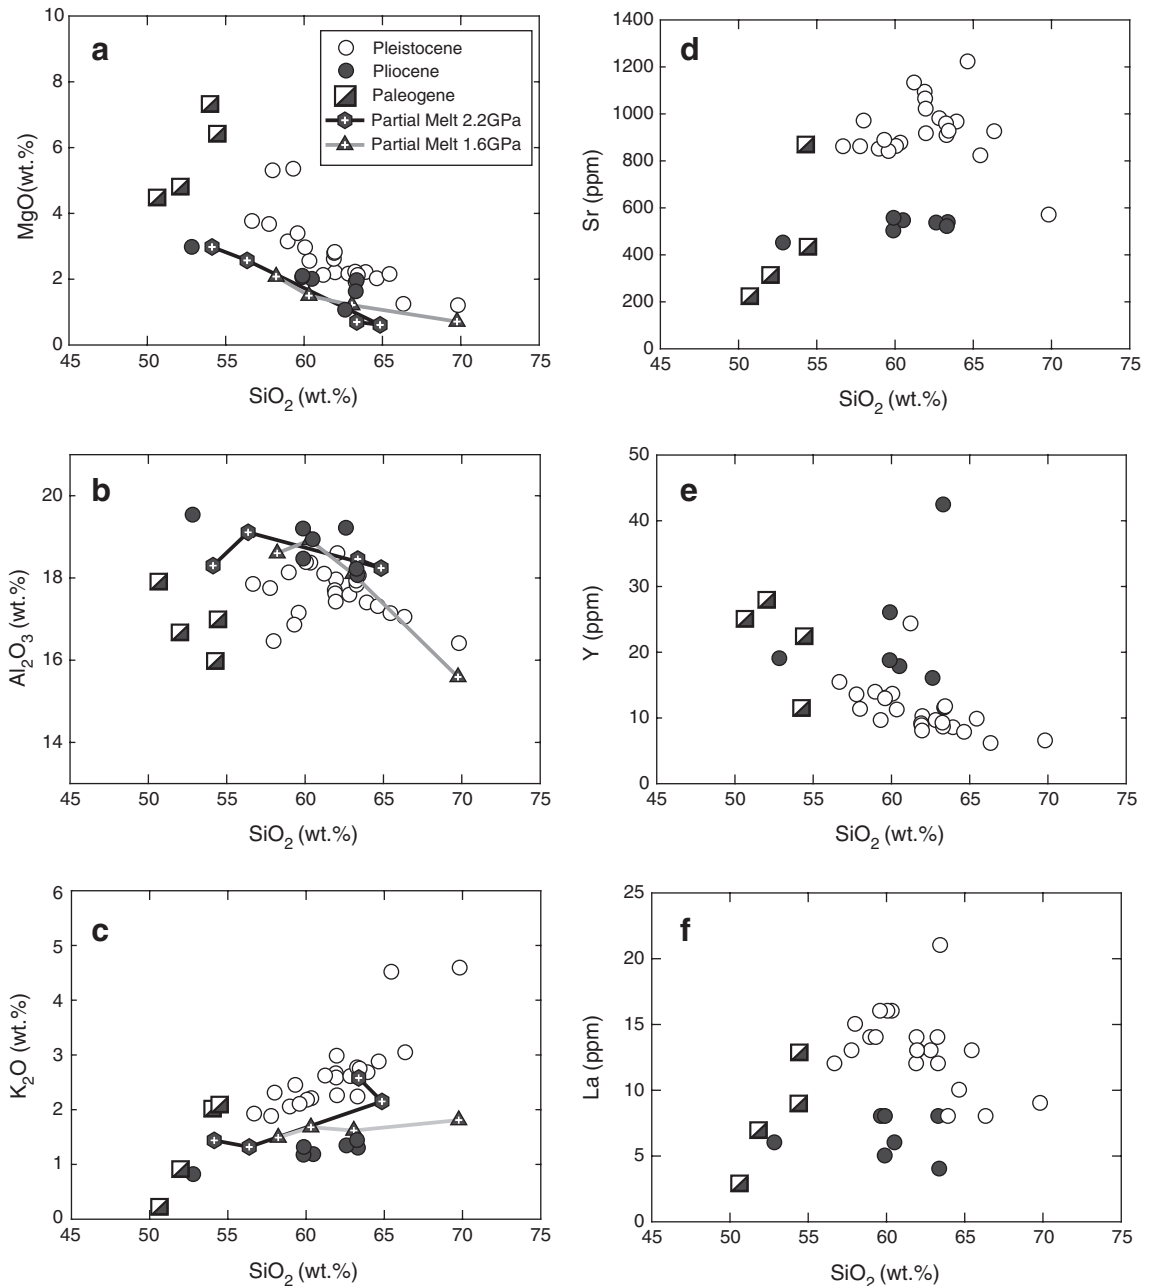 a
10
8
6
4
2
0
MgO(wt.%)
45 50 55 60 65 70 75
SiO2 (wt.%)
Pleistocene
Pliocene
Paleogene
Partial Melt 2.2GPa
Partial Melt 1.6GPa
d
1400
1200
1000
800
600
400
200
0
Sr (ppm)
45 50 55 60 65 70 75
SiO2 (wt.%)
b
20
18
16
14
Al2O3 (wt.%)
45 50 55 60 65 70 75
SiO2 (wt.%)
e
50
40
30
20
10
0
Y (ppm)
45 50 55 60 65 70 75
SiO2 (wt.%)
c
6
5
4
3
2
1
0
K2O (wt.%)
45 50 55 60 65 70 75
SiO2 (wt.%)
f
25
20
15
10
5
0
La (ppm)
45 50 55 60 65 70 75
SiO2 (wt.%)